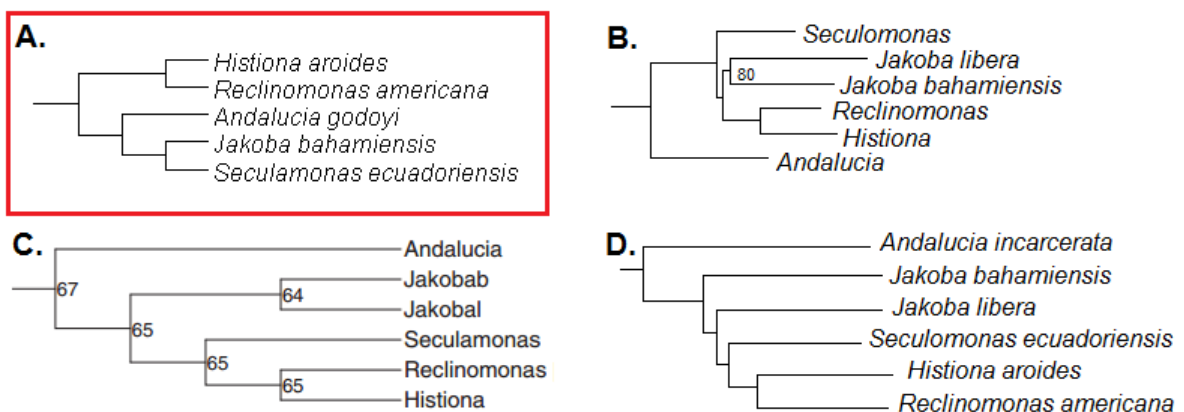 A.
Histiona aroides
Reclinomonas americana
Andalucia godoyi
Jakoba bahamiensis
Seculamonas ecuadoriensis
B.
Seculomonas
Jakoba libera
80
Jakoba bahamiensis
Reclinomonas
Histiona
Andalucia
C.
Andalucia
67
Jakobab
64
Jakobal
65
Seculamonas
65
Reclinomonas
65
Histiona
D.
Andalucia incarcerata
Jakoba bahamiensis
Jakoba libera
Seculomonas ecuadoriensis
Histiona aroides
Reclinomonas americana